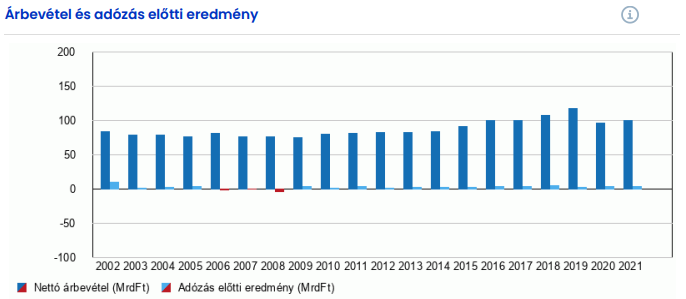 Árbevétel és adózás előtti eredmény
200
150
100
50
0
-50
-100
2002 2003 2004 2005 2006 2007 2008 2009 2010 2011 2012 2013 2014 2015 2016 2017 2018 2019 2020 2021
Nettó árbevétel (MrdFt) Adózás előtti eredmény (MrdFt)